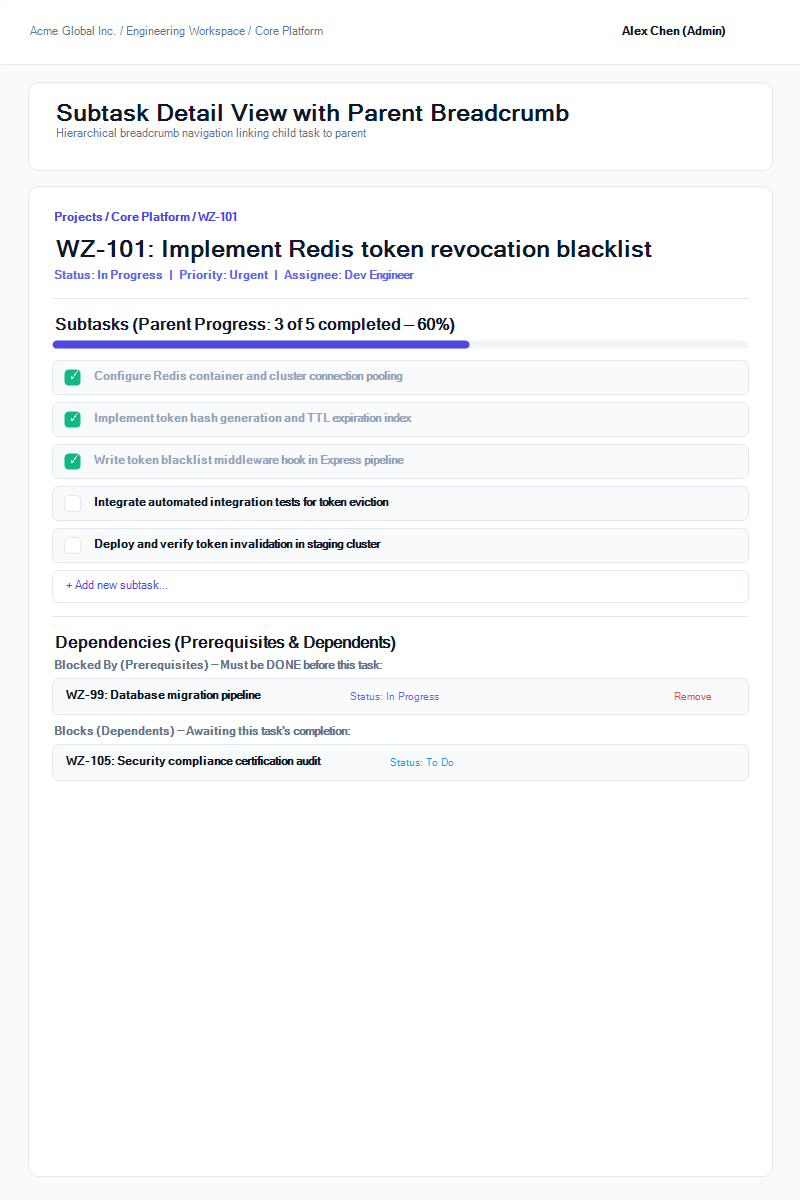 Acme Global Inc. / Engineering Workspace / Core Platform
Alex Chen (Admin)
Subtask Detail View with Parent Breadcrumb
Hierarchical breadcrumb navigation linking child task to parent
Projects / Core Platform / WZ-101
WZ-101: Implement Redis token revocation blacklist
Status: In Progress | Priority: Urgent | Assignee: Dev Engineer
Subtasks (Parent Progress: 3 of 5 completed — 60%)
✓ Configure Redis container and cluster connection pooling
✓ Implement token hash generation and TTL expiration index
✓ Write token blacklist middleware hook in Express pipeline
Integrate automated integration tests for token eviction
Deploy and verify token invalidation in staging cluster
+ Add new subtask...
Dependencies (Prerequisites & Dependents)
Blocked By (Prerequisites) — Must be DONE before this task:
WZ-99: Database migration pipeline Status: In Progress Remove
Blocks (Dependents) — Awaiting this task's completion:
WZ-105: Security compliance certification audit Status: To Do